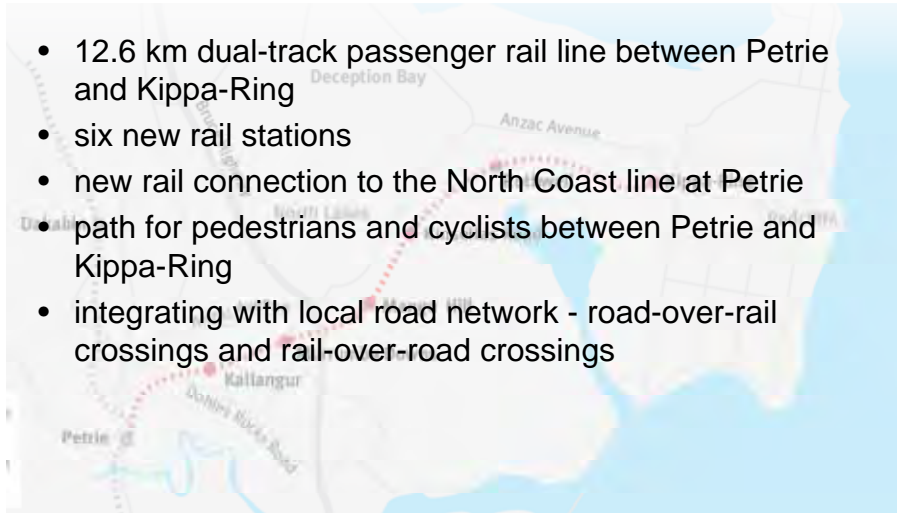 • 12.6 km dual-track passenger rail line between Petrie
and Kippa-Ring
Deception Bay
• six new rail stations
Anzac Avenue
• new rail connection to the North Coast line at Petrie
• path for pedestrians and cyclists between Petrie and
Kippa-Ring
• integrating with local road network - road-over-rail
crossings and rail-over-road crossings
Kallangur
Dohles Rocks Road
Petrie